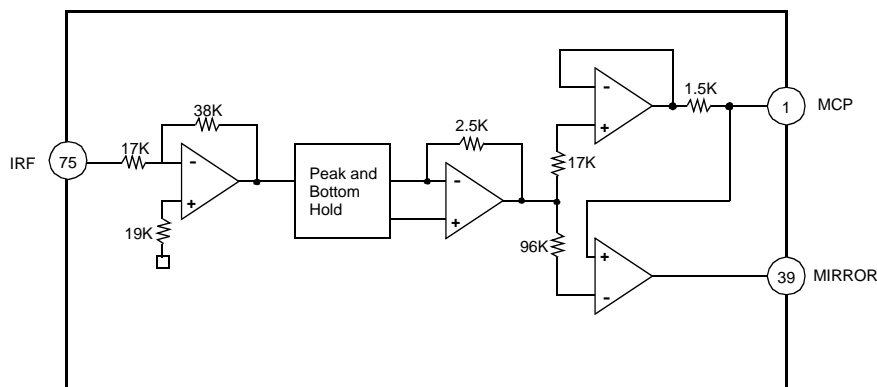 38K
17K
IRF
75
-
+
19K
Peak and
Bottom
Hold
2.5K
-
+
-
+
1.5K
1
MCP
17K
96K
+
-
39
MIRROR